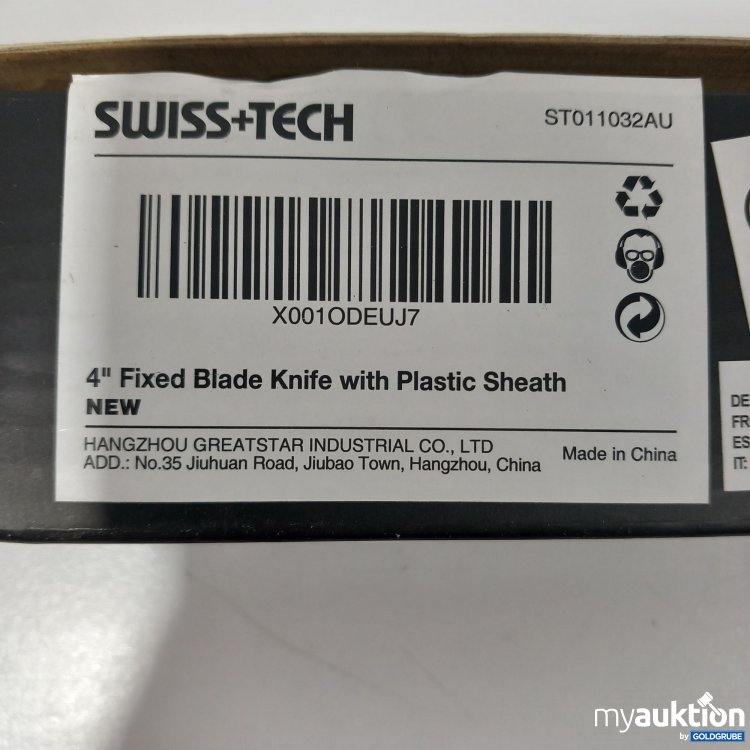 SWISS+TECH
ST011032AU
X001ODEUJ7
4" Fixed Blade Knife with Plastic Sheath
NEW
HANGZHOU GREATSTAR INDUSTRIAL CO., LTD
ADD.: No.35 Jiuhuan Road, Jiubao Town, Hangzhou, China
Made in China
DE
FR
ES
IT:
myauktion
by GOLDGRUBE